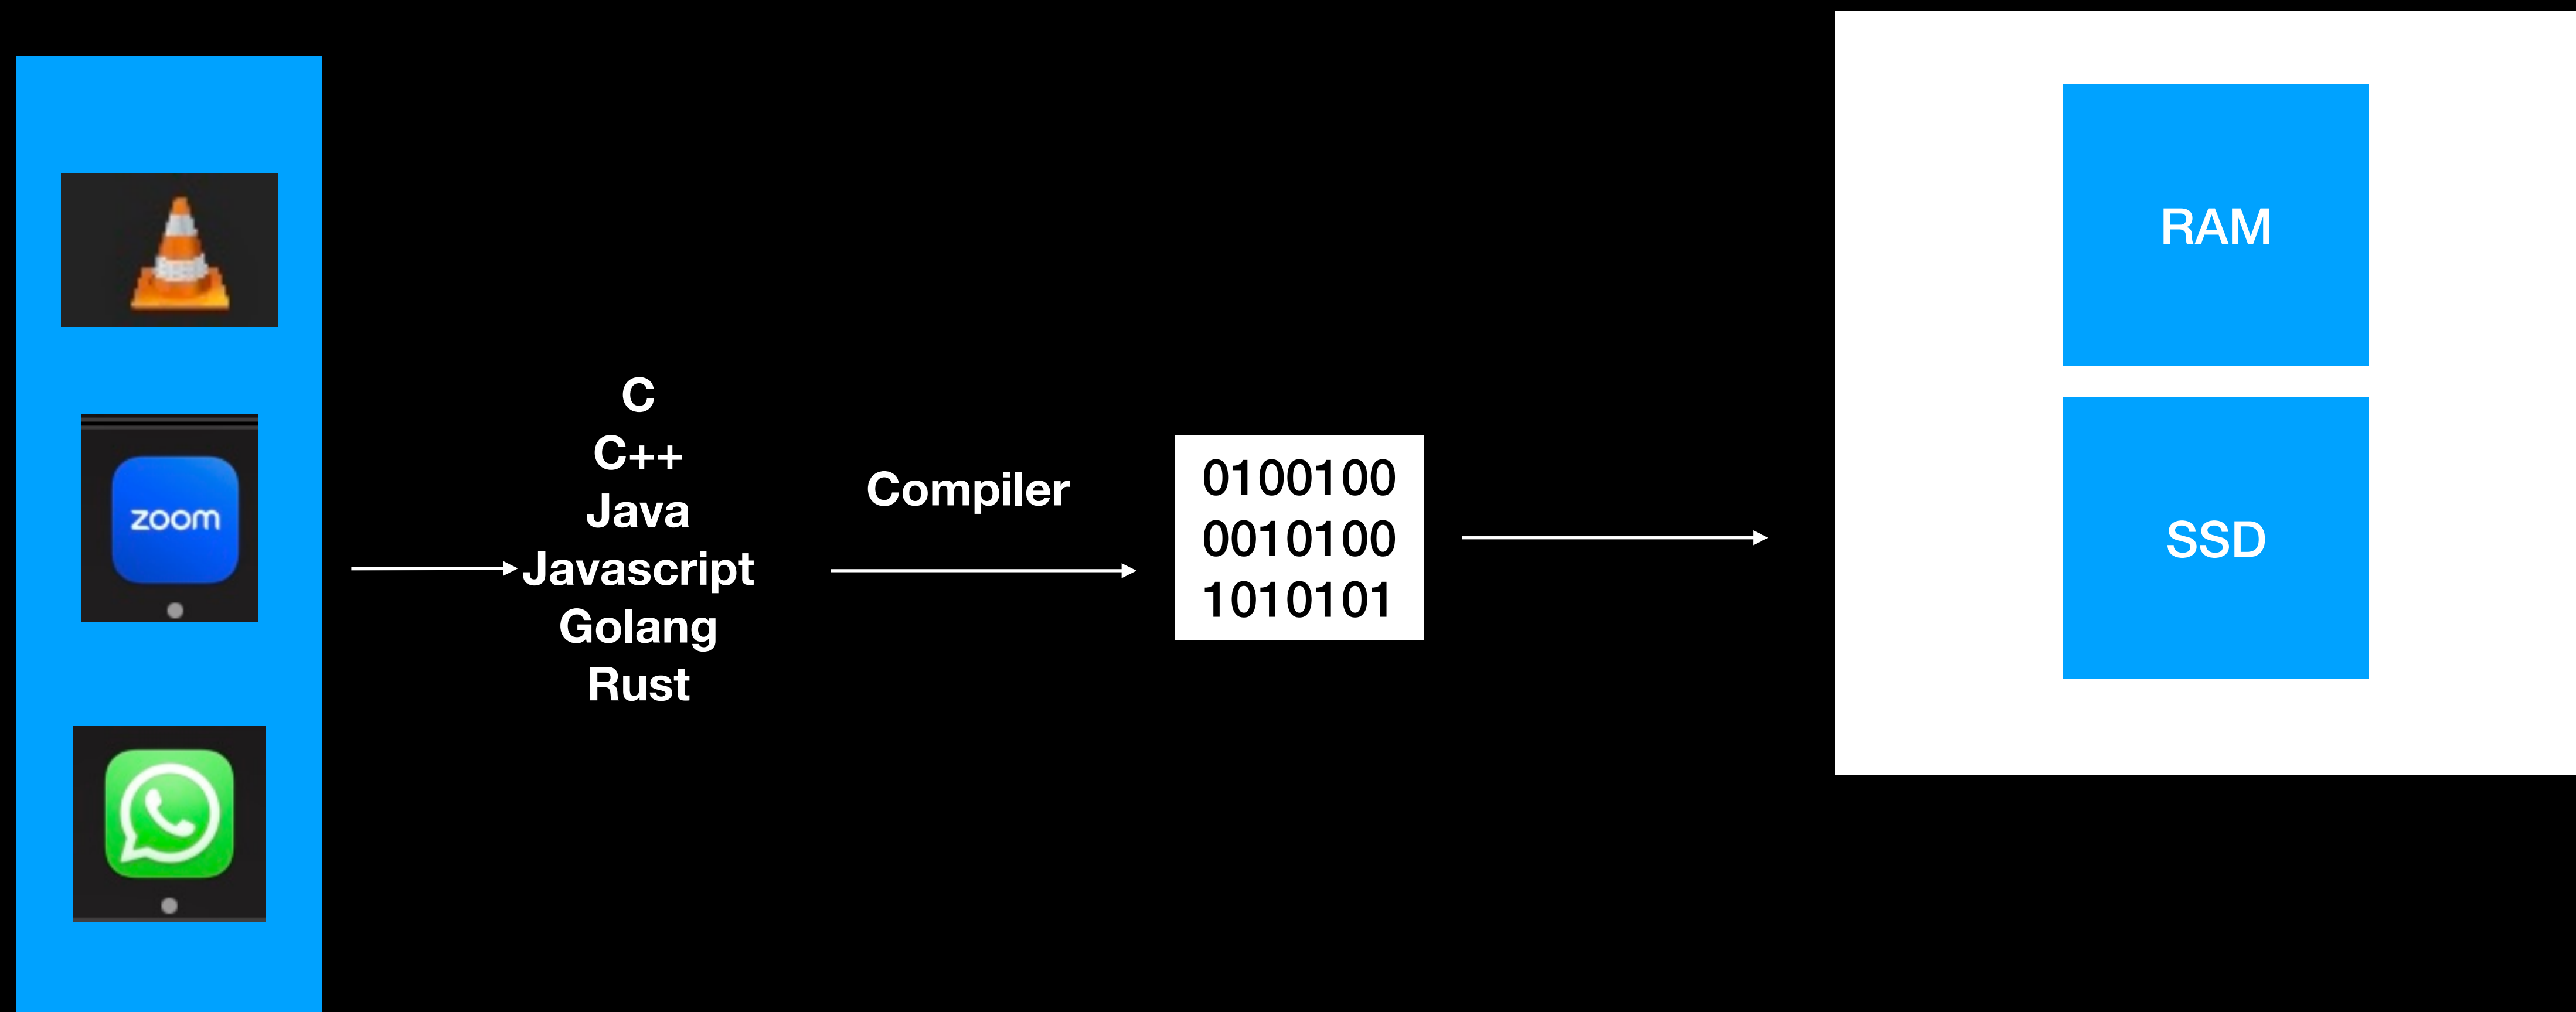 zoom
C
C++
Java
Javascript
Golang
Rust
Compiler
0100100
0010100
1010101
RAM
SSD